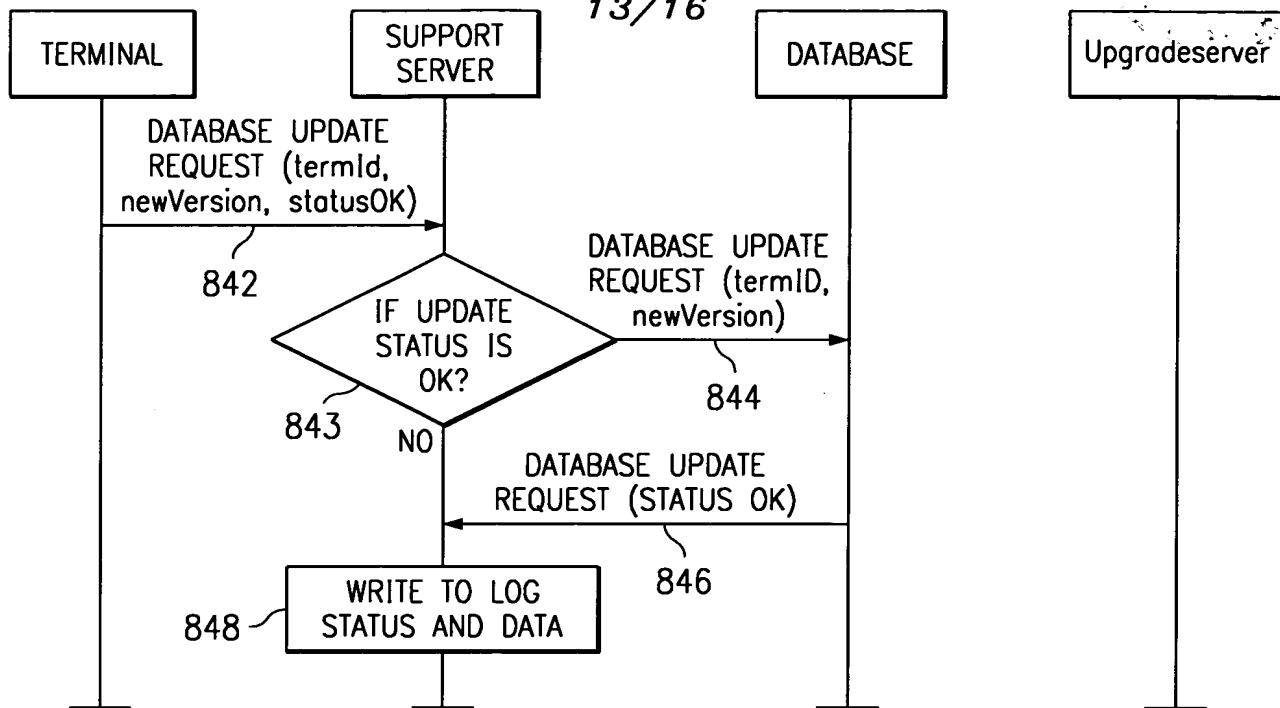 13/16
TERMINAL
SUPPORT
SERVER
DATABASE
Upgradeserver
DATABASE UPDATE
REQUEST (termId,
newVersion, statusOK)
842
DATABASE UPDATE
REQUEST (termID,
newVersion)
844
IF UPDATE
STATUS IS
OK?
843
NO
DATABASE UPDATE
REQUEST (STATUS OK)
846
WRITE TO LOG
STATUS AND DATA
848